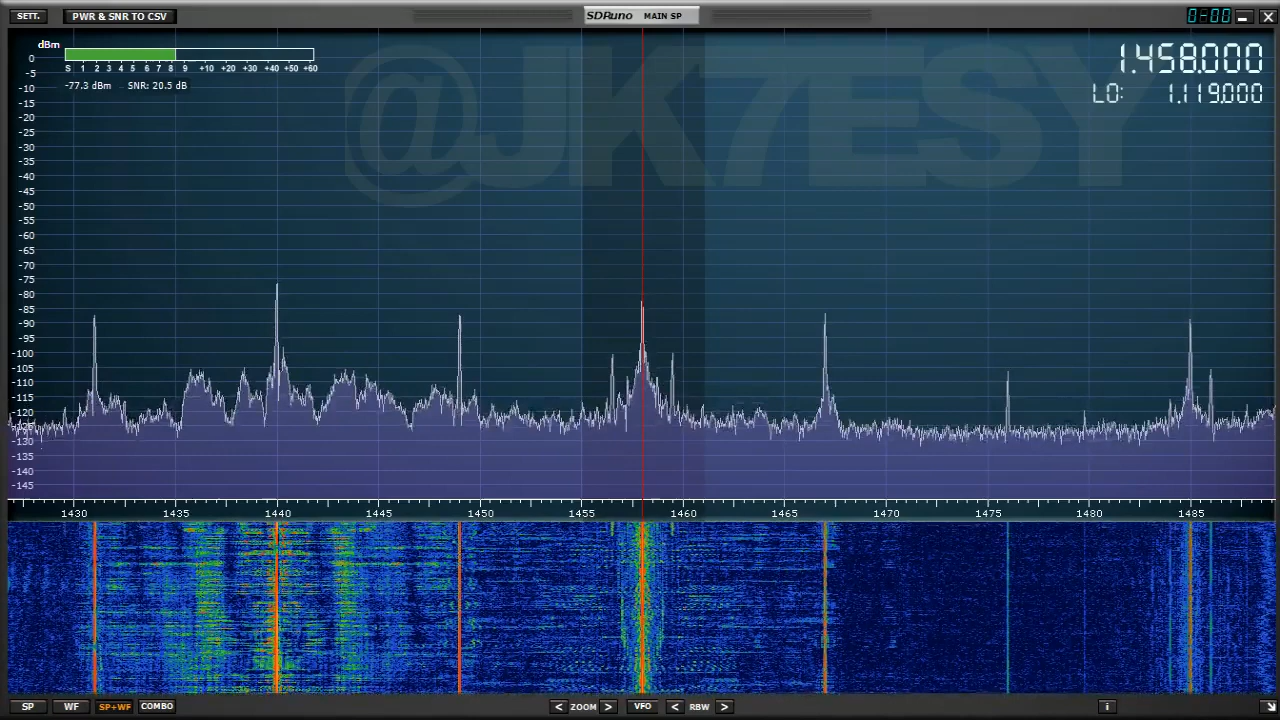 SETT.
PWR & SNR TO CSV
SDRuno MAIN SP
0-00
dBm
S 1 2 3 4 5 6 7 8 9 +10 +20 +30 +40 +50 +60
-77.3 dBm SNR: 20.5 dB
1.458.000
LO: 1.119.000
@JK7ESY
0
-5
-10
-15
-20
-25
-30
-35
-40
-45
-50
-55
-60
-65
-70
-75
-80
-85
-90
-95
-100
-105
-110
-115
-120
-125
-130
-135
-140
-145
1430 1435 1440 1445 1450 1455 1460 1465 1470 1475 1480 1485
SP
WF
SP+WF
COMBO
< ZOOM >
VFO
< RBW >
i